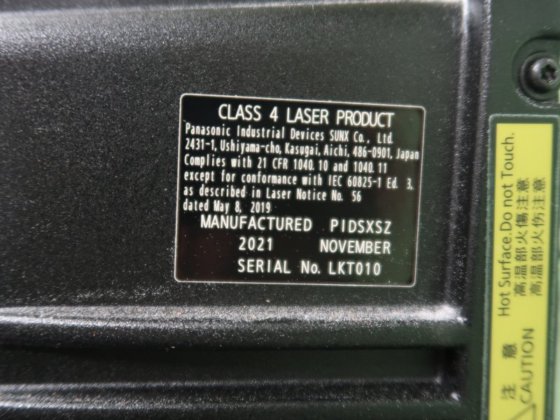 CLASS 4 LASER PRODUCT
Panasonic Industrial Devices SUNX Co., Ltd.
2431-1, Ushiyama-cho, Kasugai, Aichi, 486-0901, Japan
Complies with 21 CFR 1040.10 and 1040.11
except for conformance with IEC 60825-1 Ed. 3,
as described in Laser Notice No. 56
dated May 8, 2019
MANUFACTURED PIDSXSZ
2021 NOVEMBER
SERIAL No. LKT010
注 意
CAUTION
Hot Surface.Do not Touch.
高温部火傷注意
高温部火伤注意